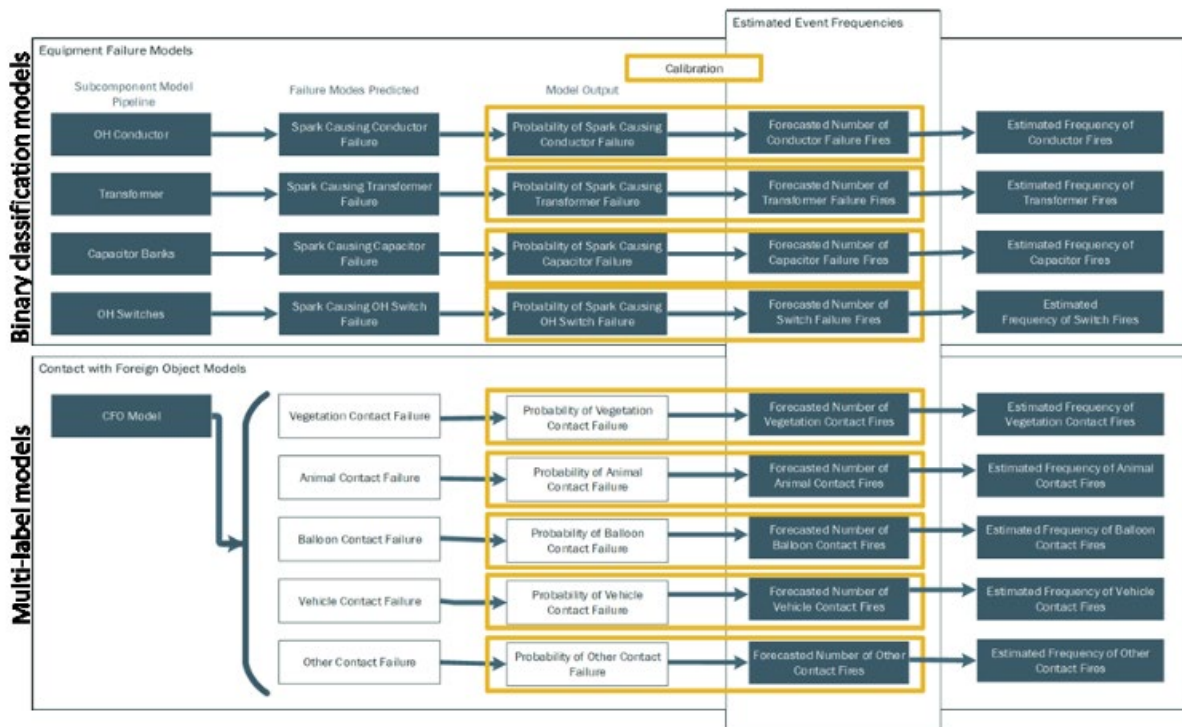 Estimated Event Frequencies
Binary classification models
Equipment Failure Models
Calibration
Subcomponent Model
Pipeline
Failure Modes Predicted
Model Output
OH Conductor
Spark Causing Conductor
Failure
Probability of Spark Causing
Conductor Failure
Forecasted Number of
Conductor Failure Fires
Estimated Frequency of
Conductor Fires
Transformer
Spark Causing Transformer
Failure
Probability of Spark Causing
Transformer Failure
Forecasted Number of
Transformer Failure Fires
Estimated Frequency of
Transformer Fires
Capacitor Banks
Spark Causing Capacitor
Failure
Probability of Spark Causing
Capacitor Failure
Forecasted Number of
Capacitor Failure Fires
Estimated Frequency of
Capacitor Fires
OH Switches
Spark Causing OH Switch
Failure
Probability of Spark Causing
OH Switch Failure
Forecasted Number of
Switch Failure Fires
Estimated
Frequency of Switch Fires
Multi-label models
Contact with Foreign Object Models
CFO Model
Vegetation Contact Failure
Probability of Vegetation
Contact Failure
Forecasted Number of
Vegetation Contact Fires
Estimated Frequency of
Vegetation Contact Fires
Animal Contact Failure
Probability of Animal
Contact Failure
Forecasted Number of
Animal Contact Fires
Estimated Frequency of Animal
Contact Fires
Balloon Contact Failure
Probability of Balloon
Contact Failure
Forecasted Number of
Balloon Contact Fires
Estimated Frequency of Balloon
Contact Fires
Vehicle Contact Failure
Probability of Vehicle
Contact Failure
Forecasted Number of
Vehicle Contact Fires
Estimated Frequency of Vehicle
Contact Fires
Other Contact Failure
Probability of Other Contact
Failure
Forecasted Number of Other
Contact Fires
Estimated Frequency of Other
Contact Fires